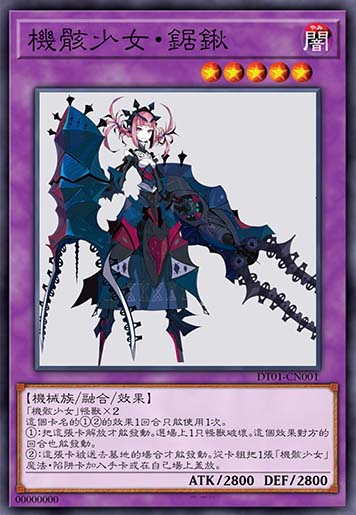 機骸少女・鋸鍬
闇
やみ
DT01-CN001
【機械族/融合/效果】
「機骸少女」怪獸×2
這個卡名的①②的效果1回合只能使用1次。
①:把這張卡解放才能發動。選場上1只怪獸破壞。這個效果對方的
回合也能發動。
②:這張卡被送去墓地的場合才能發動。從卡組把1張「機骸少女」
魔法・陷阱卡加入手卡或在自己場上蓋放。
ATK/2800 DEF/2800
00000000